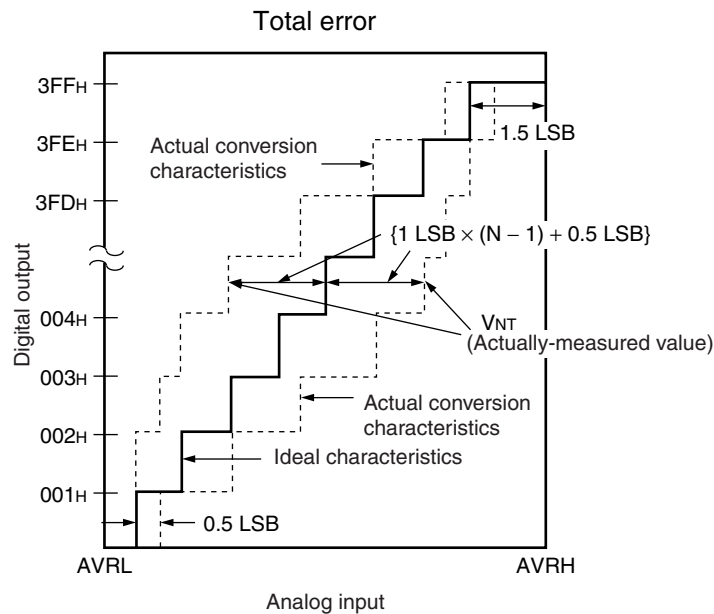 Total error
3FFH
3FEH
3FDH
004H
003H
002H
001H
Digital output
Actual conversion
characteristics
1.5 LSB
{1 LSB × (N − 1) + 0.5 LSB}
VNT
(Actually-measured value)
Actual conversion
characteristics
Ideal characteristics
0.5 LSB
AVRL
AVRH
Analog input